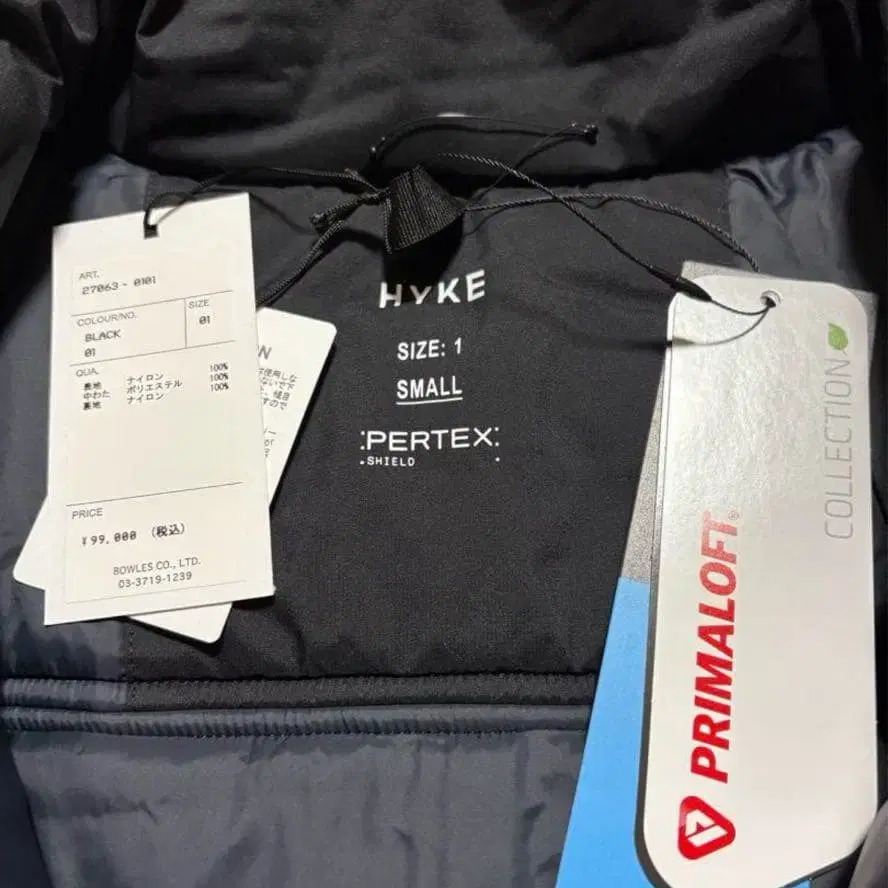 ART.
27063 - 0101
COLOUR/NO.
SIZE
BLACK
01
01
QUA.
表地 ナイロン 100%
中わた ポリエステル 100%
裏地 ナイロン 100%
PRICE
¥99,000 (税込)
BOWLES CO., LTD.
03-3719-1239
HYKE
SIZE: 1
SMALL
PERTEX
SHIELD
PRIMALOFT®
COLLECTION